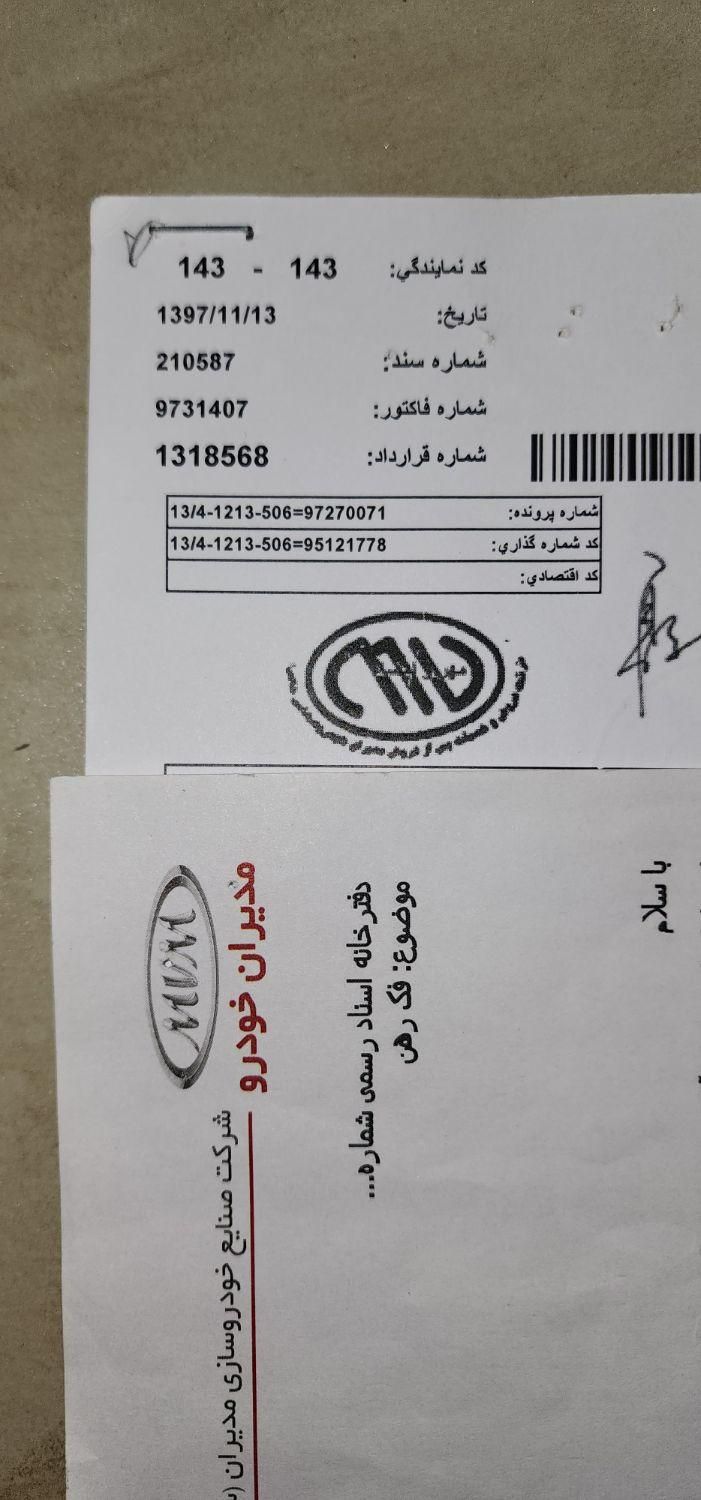 کد نمایندگي: 143 - 143
تاریخ: 1397/11/13
شماره سند: 210587
شماره فاکتور: 9731407
شماره قرارداد: 1318568
شماره پرونده: 13/4-1213-506=97270071
کد شماره گذاري: 13/4-1213-506=95121778
کد اقتصادي:
MVM
مدیران خودرو
شرکت صنایع خودروسازی مدیران
دفترخانه اسناد رسمی شماره...
موضوع: فک رهن
با سلام